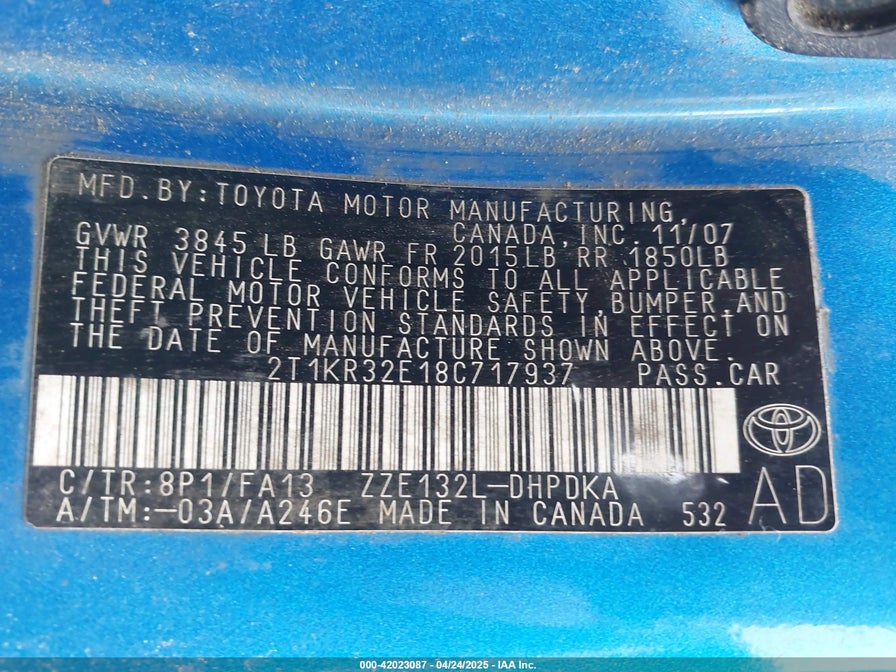 MFD.BY:TOYOTA MOTOR MANUFACTURING,
CANADA,INC. 11/07
GVWR 3845 LB GAWR FR 2015LB RR 1850LB
THIS VEHICLE CONFORMS TO ALL APPLICABLE
FEDERAL MOTOR VEHICLE SAFETY,BUMPER,AND
THEFT PREVENTION STANDARDS IN EFFECT ON
THE DATE OF MANUFACTURE SHOWN ABOVE.
2T1KR32E18C717937 PASS.CAR
C/TR:8P1/FA13 ZZE132L-DHPDKA
A/TM:-03A/A246E MADE IN CANADA 532
AD
000-42023087 - 04/24/2025 - IAA Inc.